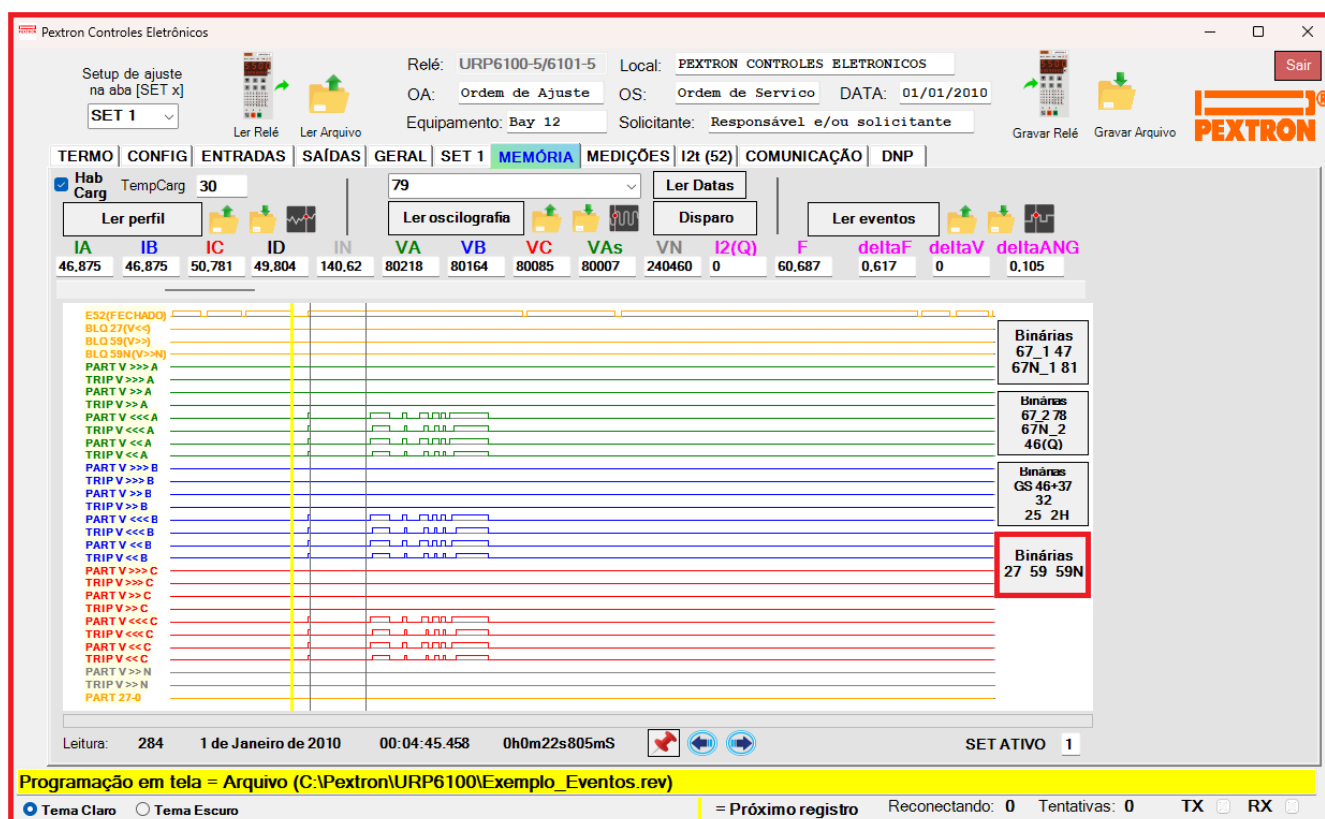 Pextron Controles Eletrônicos
Setup de ajuste
na aba [SET x]
SET 1
Ler Relé
Ler Arquivo
Relé: URP6100-5/6101-5
Local: PEXTRON CONTROLES ELETRONICOS
OA: Ordem de Ajuste
OS: Ordem de Servico
DATA: 01/01/2010
Equipamento: Bay 12
Solicitante: Responsável e/ou solicitante
Gravar Relé
Gravar Arquivo
Sair
PEXTRON
TERMO CONFIG ENTRADAS SAÍDAS GERAL SET 1 MEMÓRIA MEDIÇÕES I2t (52) COMUNICAÇÃO DNP
Hab
Carg
TempCarg 30
79
Ler Datas
Ler perfil
Ler oscilografia
Disparo
Ler eventos
IA IB IC ID IN VA VB VC VAs VN I2(Q) F deltaF deltaV deltaANG
46,875 46,875 50,781 49,804 140,62 80218 80164 80085 80007 240460 0 60,687 0,617 0 0,105
E52(FECHADO)
BLQ 27(V<<)
BLQ 59(V>>)
BLQ 59N(V>>N)
PART V >>> A
TRIP V >>> A
PART V >> A
TRIP V >> A
PART V <<< A
TRIP V <<< A
PART V << A
TRIP V << A
PART V >>> B
TRIP V >>> B
PART V >> B
TRIP V >> B
PART V <<< B
TRIP V <<< B
PART V << B
TRIP V << B
PART V >>> C
TRIP V >>> C
PART V >> C
TRIP V >> C
PART V <<< C
TRIP V <<< C
PART V << C
TRIP V << C
PART V >> N
TRIP V >> N
PART 27-0
Binárias
67_1 47
67N_1 81
Binárias
67_2 78
67N_2
46(Q)
Binárias
GS 46+37
32
25 2H
Binárias
27 59 59N
Leitura: 284 1 de Janeiro de 2010 00:04:45.458 0h0m22s805mS
SET ATIVO 1
Programação em tela = Arquivo (C:\Pextron\URP6100\Exemplo_Eventos.rev)
Tema Claro Tema Escuro
= Próximo registro
Reconectando: 0 Tentativas: 0 TX RX